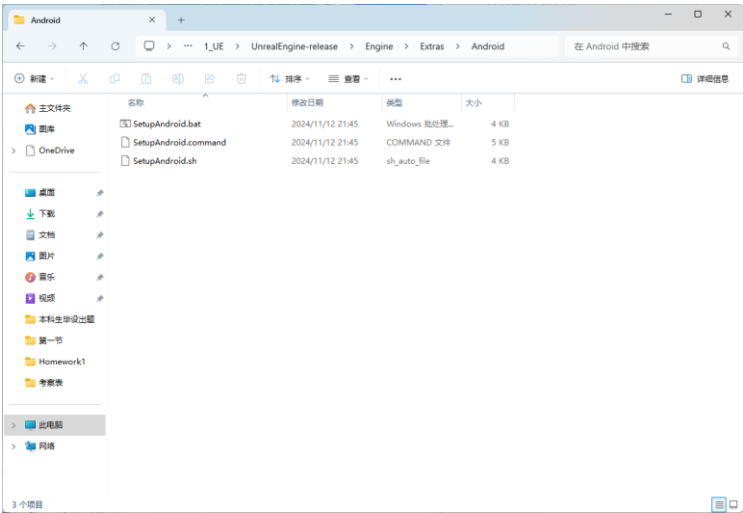 Android
1_UE > UnrealEngine-release > Engine > Extras > Android
在 Android 中搜索
新建
排序
查看
详细信息
名称 修改日期 类型 大小
SetupAndroid.bat 2024/11/12 21:45 Windows 批处理... 4 KB
SetupAndroid.command 2024/11/12 21:45 COMMAND 文件 5 KB
SetupAndroid.sh 2024/11/12 21:45 sh_auto_file 4 KB
主文件夹
图库
OneDrive
桌面
下载
文档
图片
音乐
视频
本科生毕设出题
第一节
Homework1
考察表
此电脑
网络
3 个项目